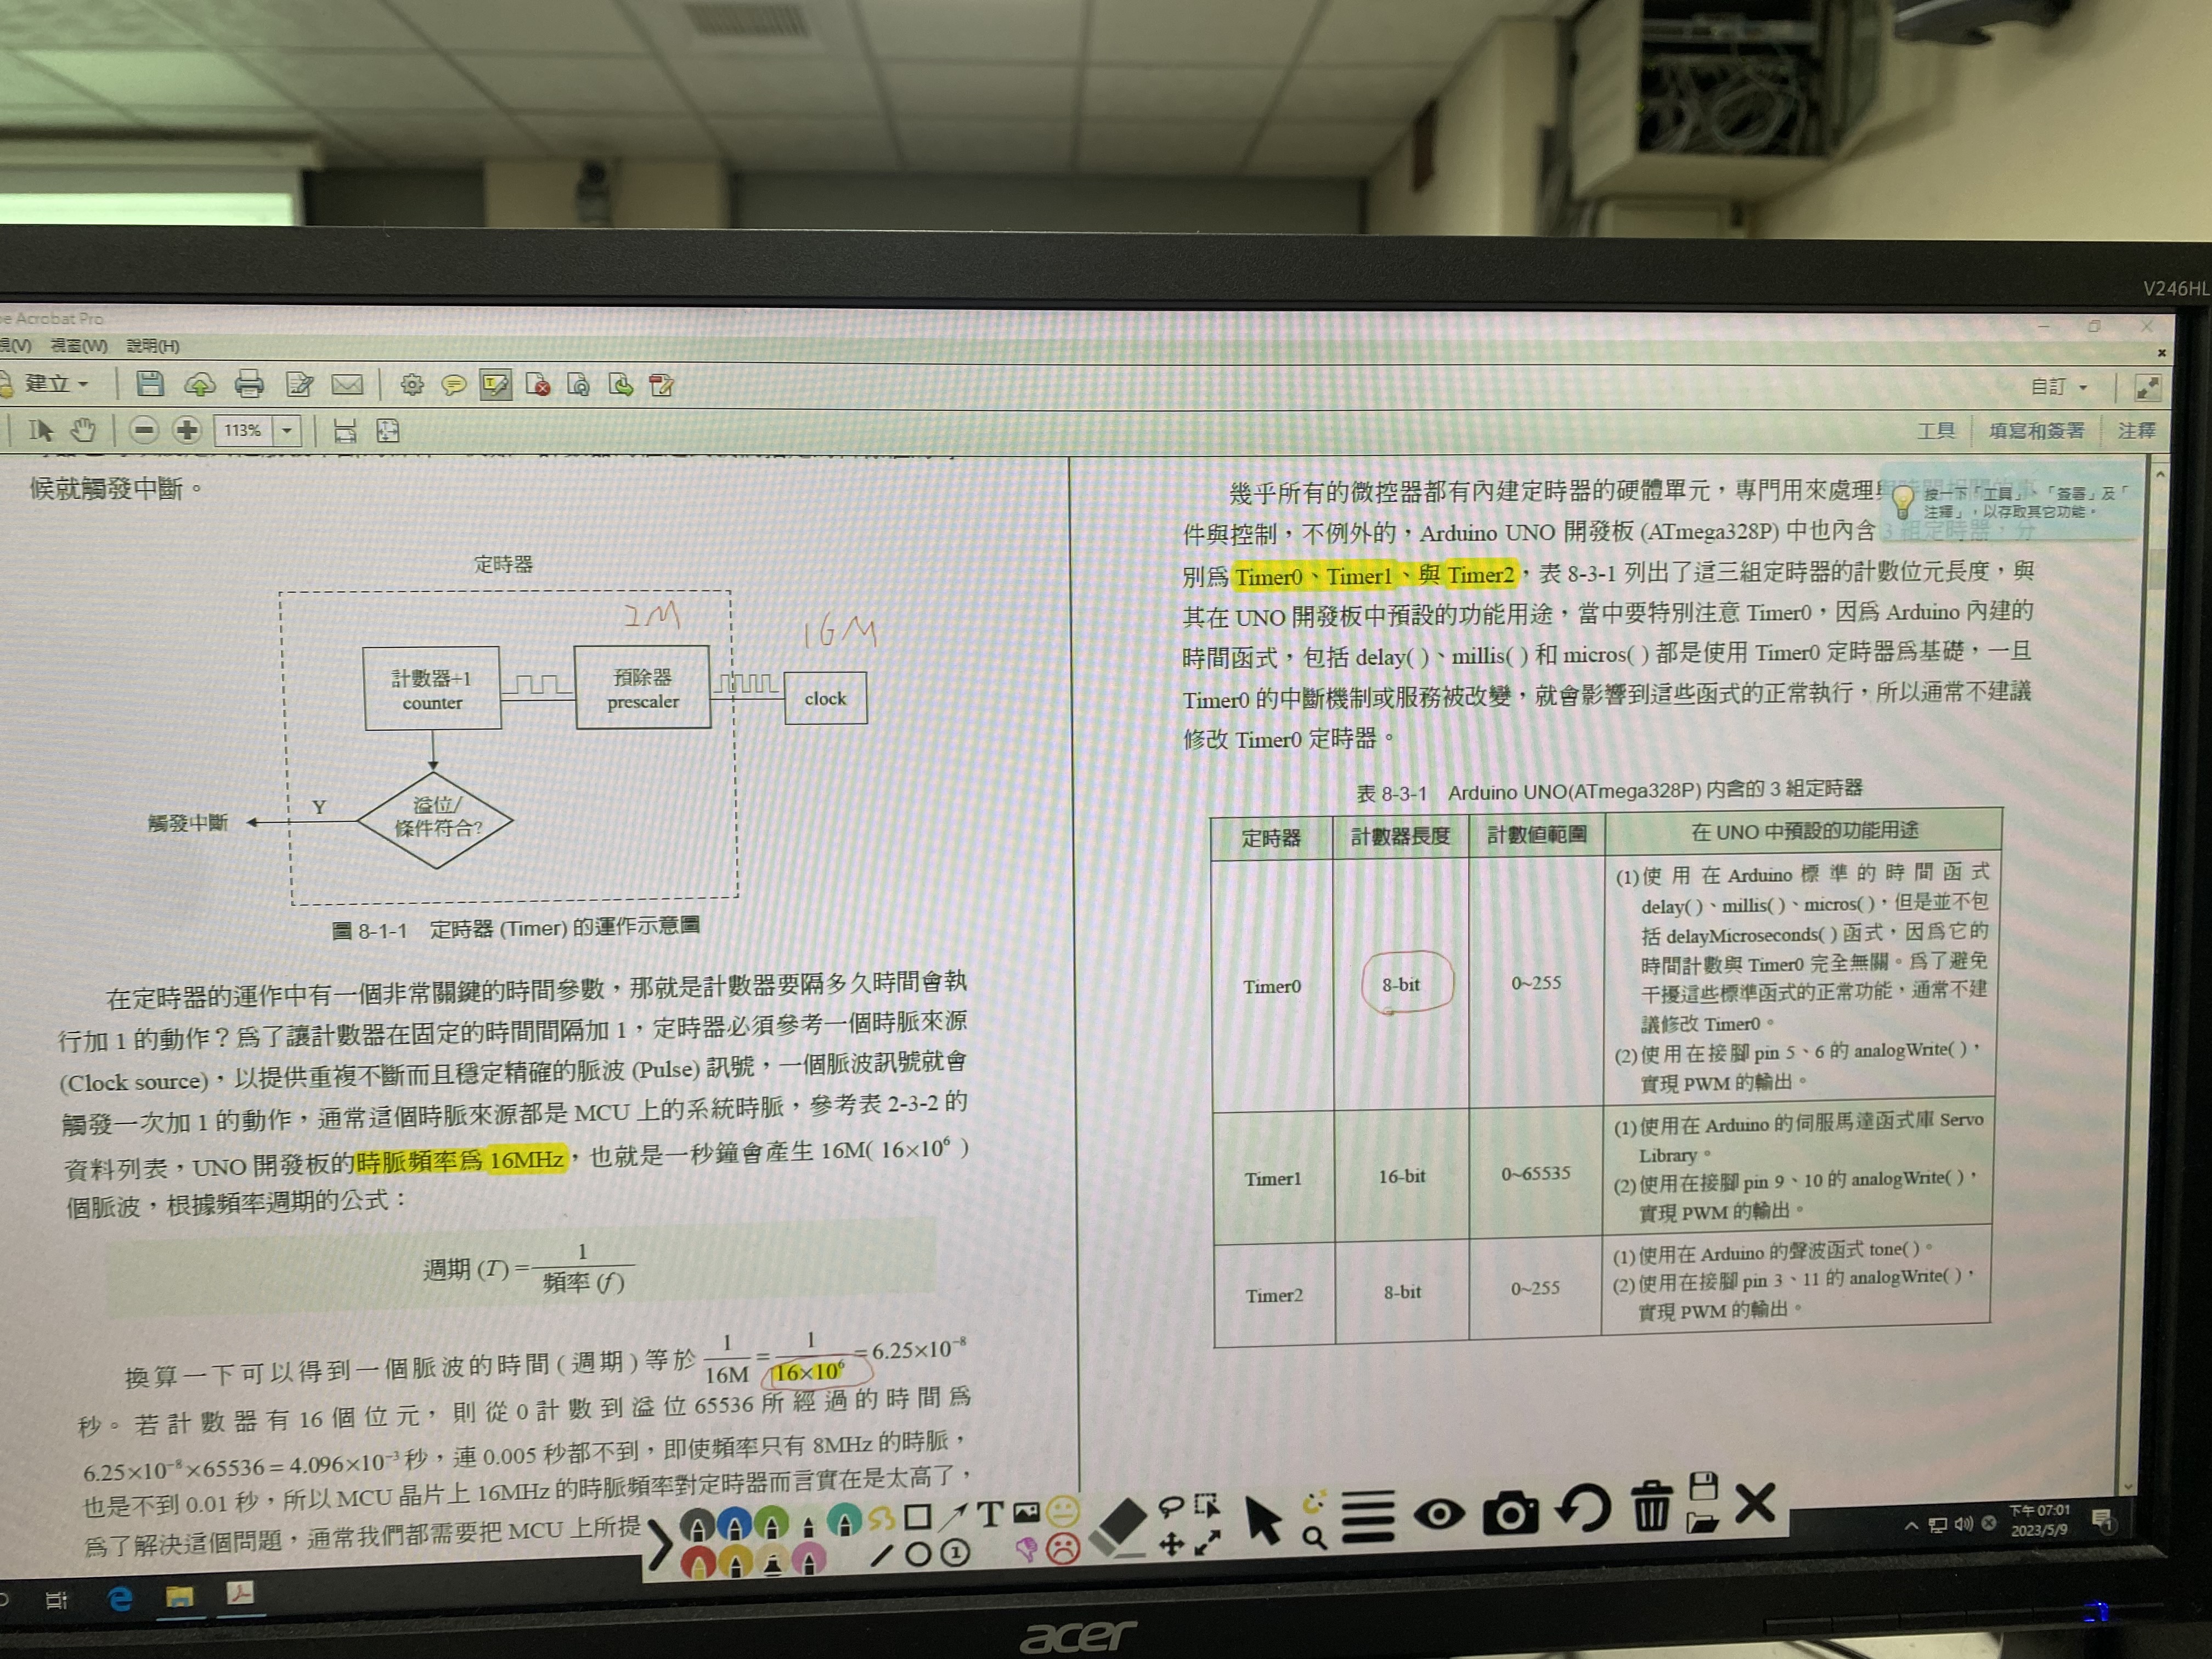 V246HL
e Acrobat Pro
視(V) 視窗(W) 說明(H)
建立
自訂
113%
工具 填寫和簽署 注釋
候就觸發中斷。
定時器
2M
16M
計數器+1
counter
預除器
prescaler
clock
Y
溢位/
條件符合?
觸發中斷
圖 8-1-1 定時器 (Timer) 的運作示意圖
在定時器的運作中有一個非常關鍵的時間參數,那就是計數器要隔多久時間會執
行加 1 的動作?為了讓計數器在固定的時間間隔加 1,定時器必須參考一個時脈來源
(Clock source),以提供重複不斷而且穩定精確的脈波 (Pulse) 訊號,一個脈波訊號就會
觸發一次加 1 的動作,通常這個時脈來源都是 MCU 上的系統時脈,參考表 2-3-2 的
資料列表,UNO 開發板的時脈頻率為 16MHz,也就是一秒鐘會產生 16M( 16×10⁶ )
個脈波,根據頻率週期的公式:
週期 (T) = 1 / 頻率 (f)
換算一下可以得到一個脈波的時間 ( 週期 ) 等於 1/16M = 1/16×10⁶ = 6.25×10⁻⁸
秒。若計數器有 16 個位元,則從 0 計數到溢位 65536 所經過的時間為
6.25×10⁻⁸×65536 = 4.096×10⁻³ 秒,連 0.005 秒都不到,即使頻率只有 8MHz 的時脈,
也是不到 0.01 秒,所以 MCU 晶片上 16MHz 的時脈頻率對定時器而言實在是太高了,
為了解決這個問題,通常我們都需要把 MCU 上所提
幾乎所有的微控器都有內建定時器的硬體單元,專門用來處理與時間相關的事
按一下「工具」、「簽署」及「
注釋」,以存取其它功能。
件與控制,不例外的,Arduino UNO 開發板 (ATmega328P) 中也內含 3 組定時器,分
別為 Timer0、Timer1、與 Timer2,表 8-3-1 列出了這三組定時器的計數位元長度,與
其在 UNO 開發板中預設的功能用途,當中要特別注意 Timer0,因為 Arduino 內建的
時間函式,包括 delay( )、millis( ) 和 micros( ) 都是使用 Timer0 定時器為基礎,一旦
Timer0 的中斷機制或服務被改變,就會影響到這些函式的正常執行,所以通常不建議
修改 Timer0 定時器。
表 8-3-1 Arduino UNO(ATmega328P) 內含的 3 組定時器
定時器 計數器長度 計數值範圍 在 UNO 中預設的功能用途
Timer0 8-bit 0~255
(1)使用在 Arduino 標準的時間函式
delay( )、millis( )、micros( ),但是並不包
括 delayMicroseconds( ) 函式,因為它的
時間計數與 Timer0 完全無關。為了避免
干擾這些標準函式的正常功能,通常不建
議修改 Timer0。
(2)使用在接腳 pin 5、6 的 analogWrite( ),
實現 PWM 的輸出。
Timer1 16-bit 0~65535
(1)使用在 Arduino 的伺服馬達函式庫 Servo
Library。
(2)使用在接腳 pin 9、10 的 analogWrite( ),
實現 PWM 的輸出。
Timer2 8-bit 0~255
(1)使用在 Arduino 的聲波函式 tone( )。
(2)使用在接腳 pin 3、11 的 analogWrite( ),
實現 PWM 的輸出。
T
下午 07:01
2023/5/9
acer